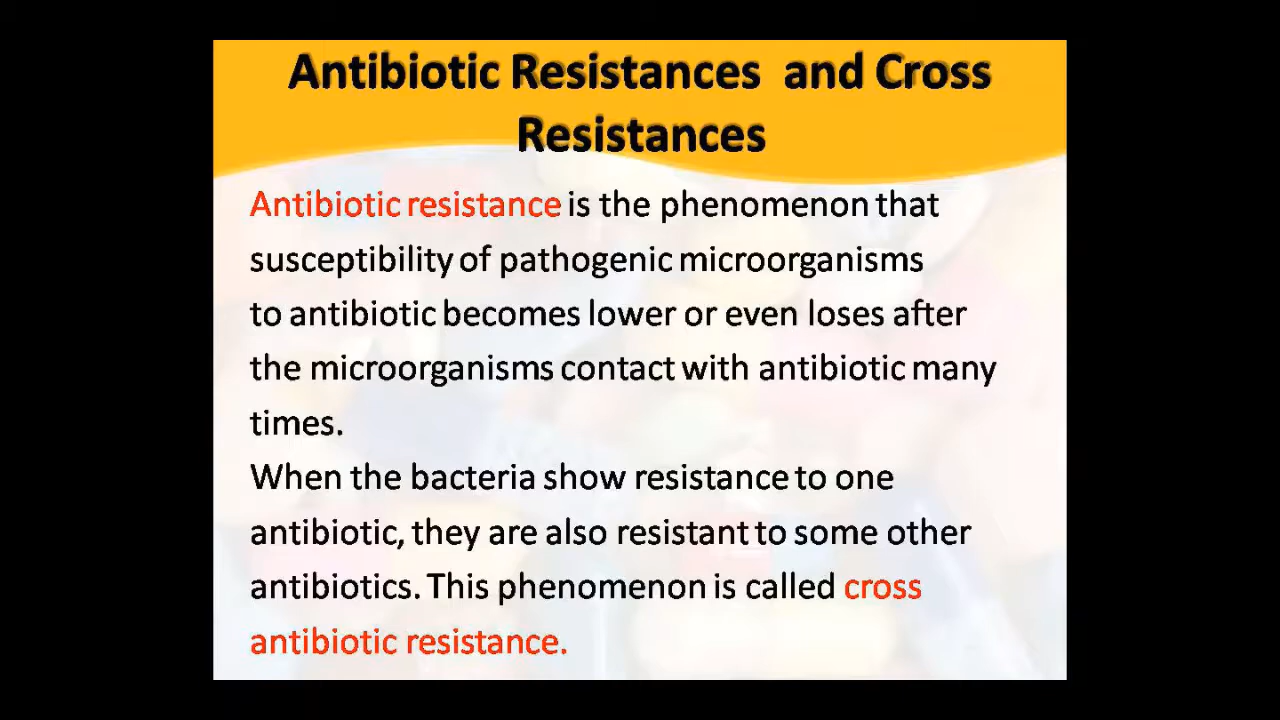 Antibiotic Resistances and Cross
Resistances
Antibiotic resistance is the phenomenon that
susceptibility of pathogenic microorganisms
to antibiotic becomes lower or even loses after
the microorganisms contact with antibiotic many
times.
When the bacteria show resistance to one
antibiotic, they are also resistant to some other
antibiotics. This phenomenon is called cross
antibiotic resistance.